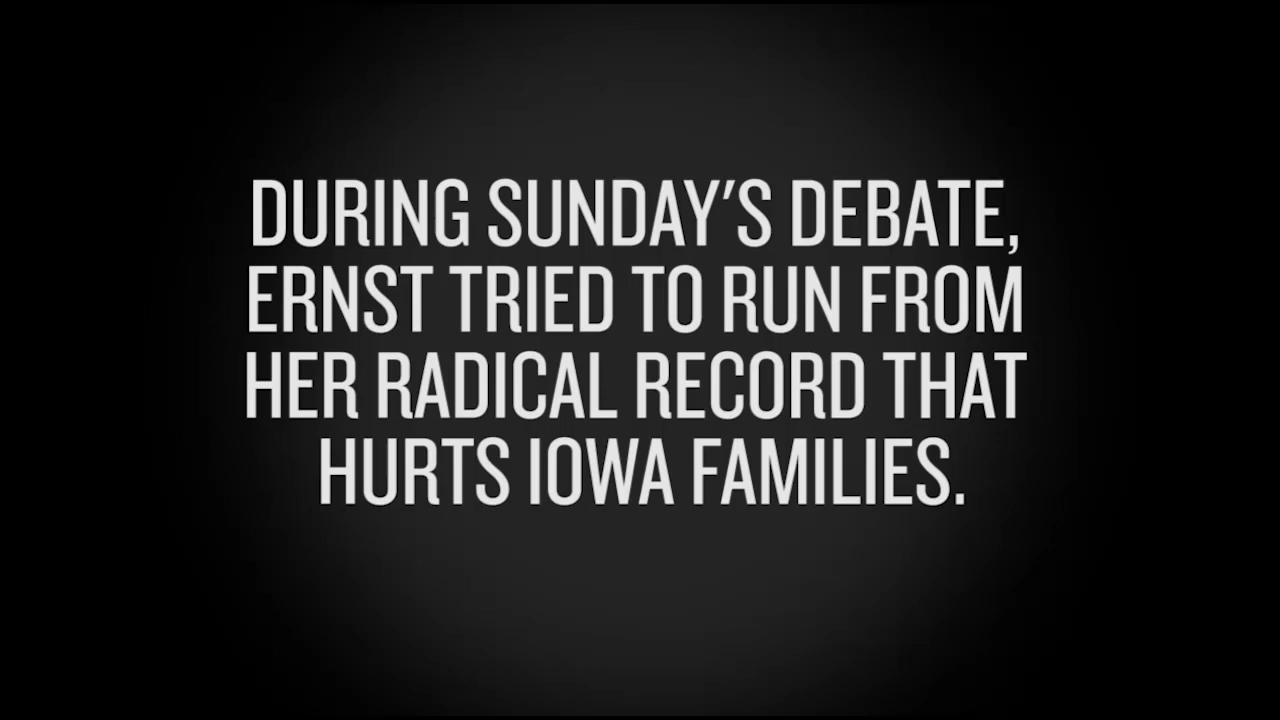 DURING SUNDAY'S DEBATE,
ERNST TRIED TO RUN FROM
HER RADICAL RECORD THAT
HURTS IOWA FAMILIES.